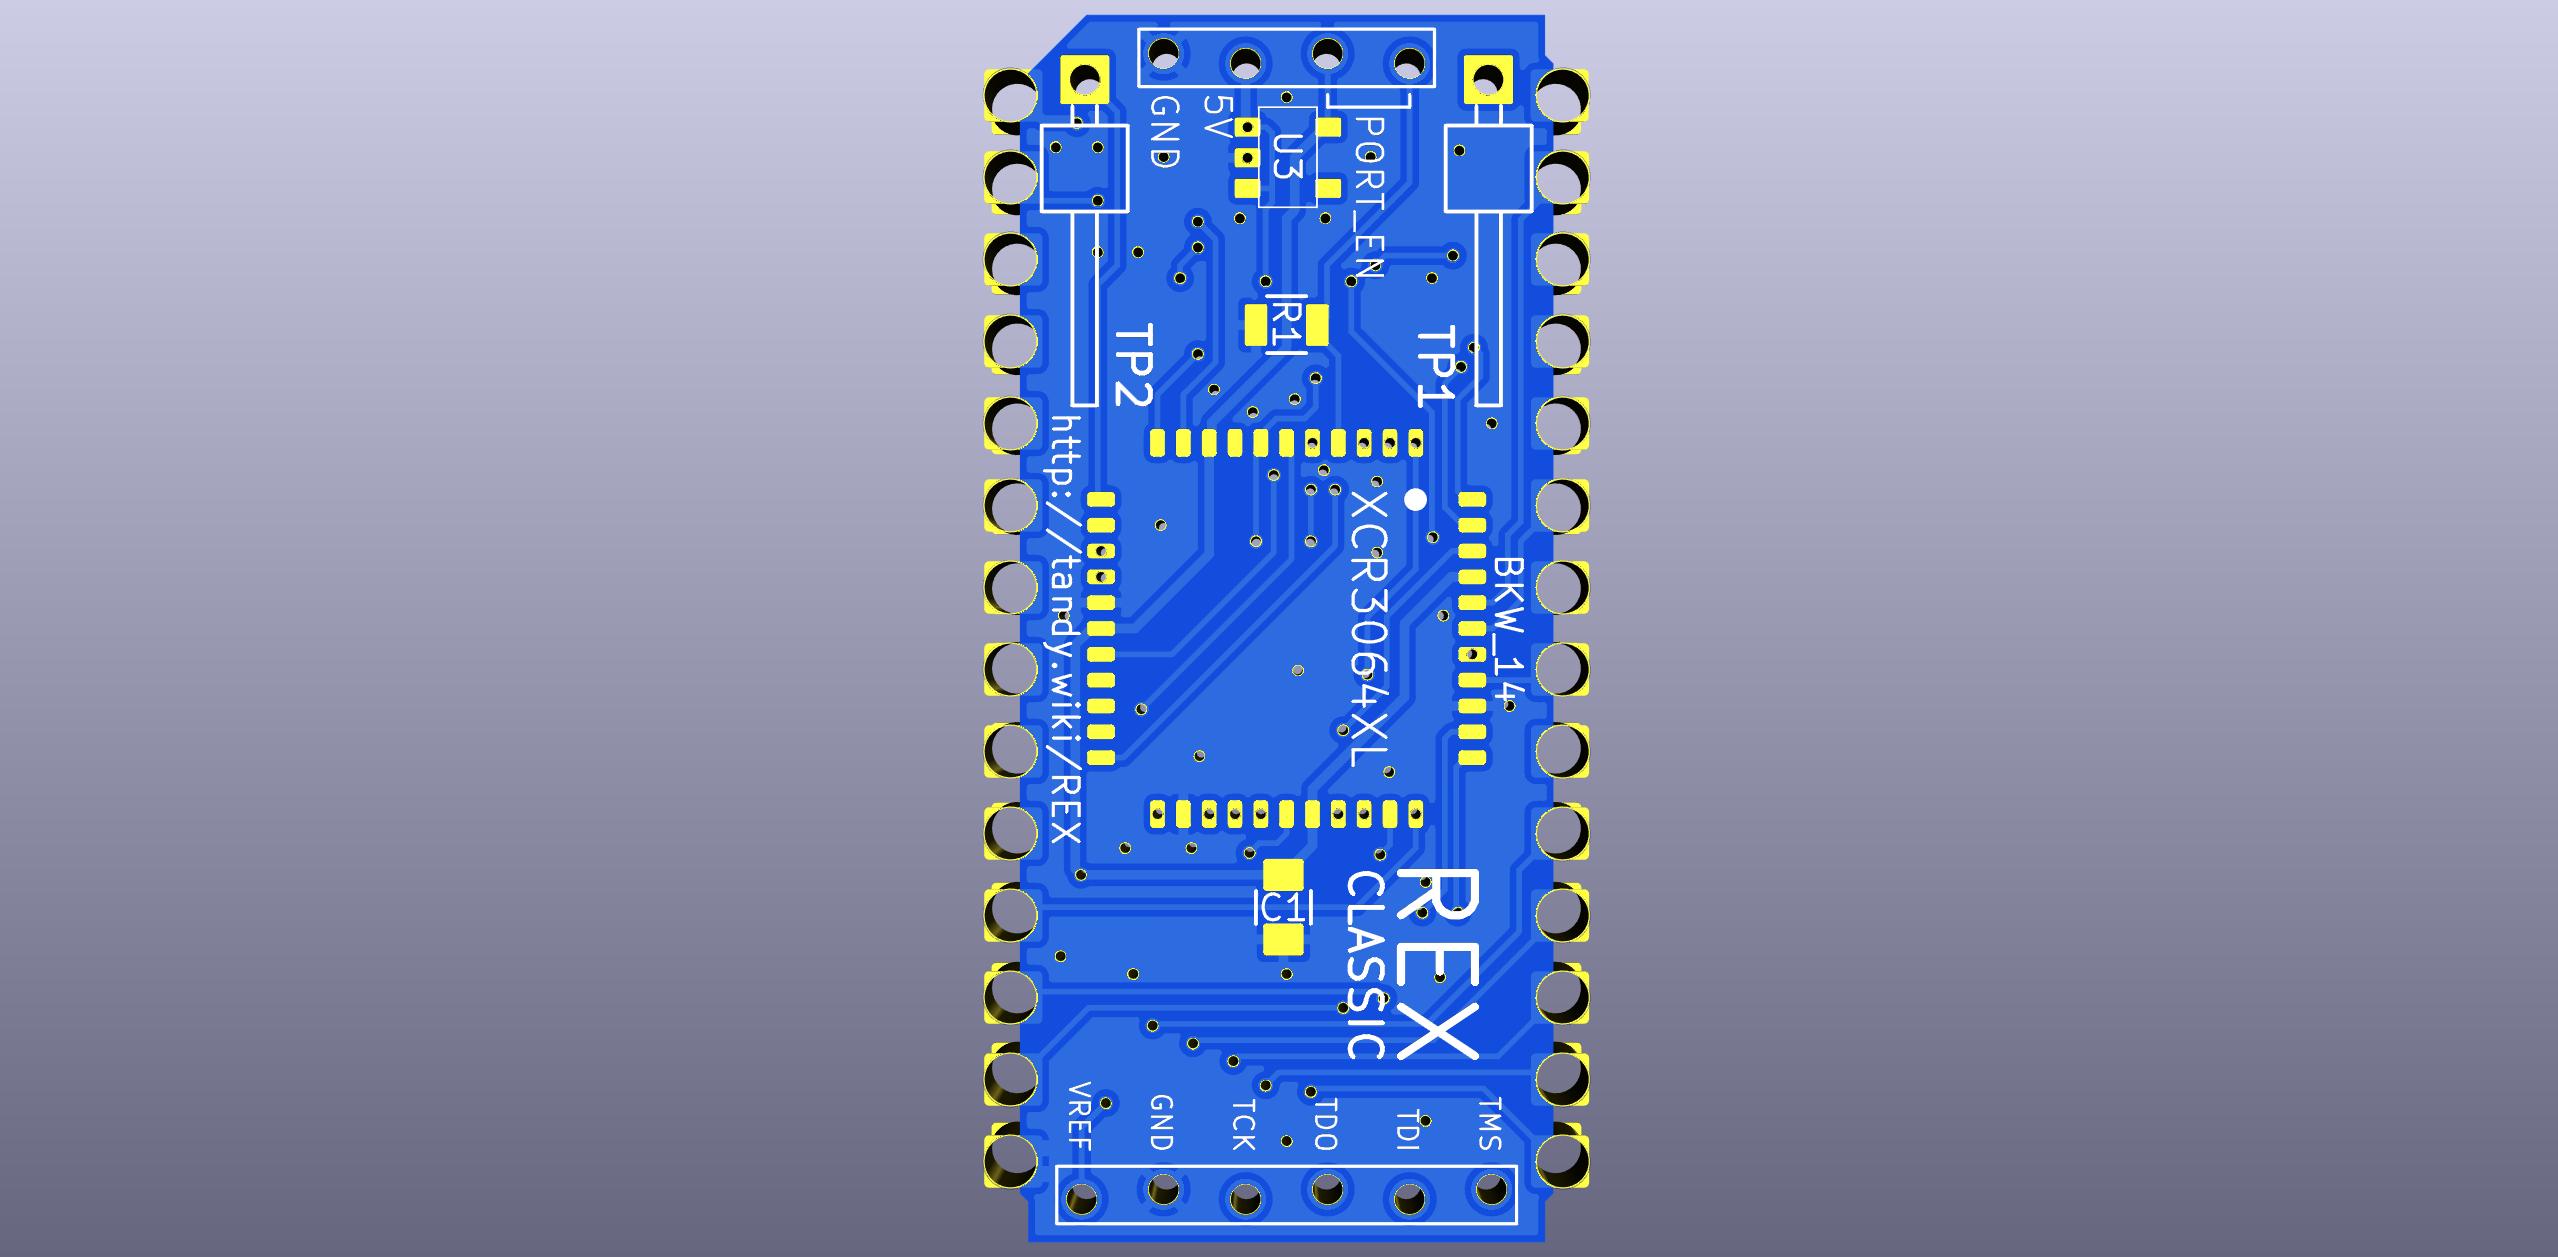 GND
5V
U3
PORT_EN
R1
TP2
TP1
http://tandy.wiki/REX
XCR3064XL
BKW_14
C1
REX
CLASSIC
VREF
GND
TCK
TDO
TDI
TMS